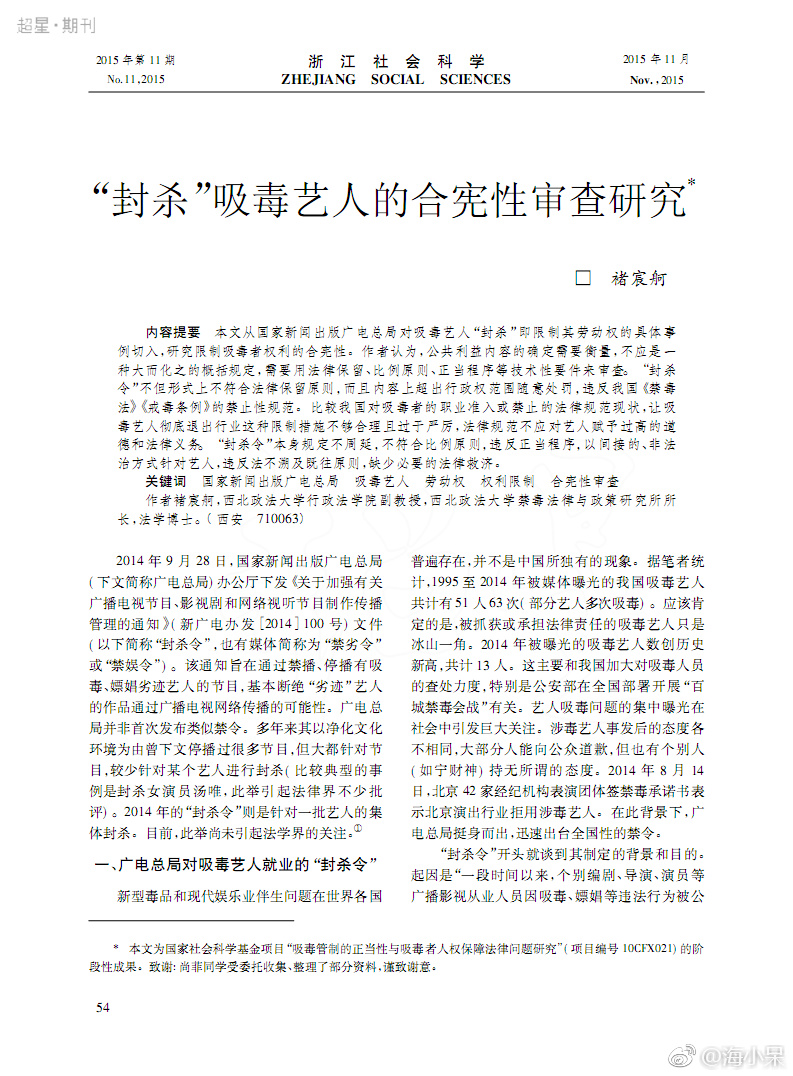 超星·期刊
2015 年第 11 期
No.11,2015
浙 江 社 会 科 学
ZHEJIANG SOCIAL SCIENCES
2015 年 11 月
Nov.,2015
“封杀”吸毒艺人的合宪性审查研究*
□ 褚宸舸
内容提要 本文从国家新闻出版广电总局对吸毒艺人“封杀”即限制其劳动权的具体事
例切入,研究限制吸毒者权利的合宪性。作者认为,公共利益内容的确定需要衡量,不应是一
种大而化之的概括规定,需要用法律保留、比例原则、正当程序等技术性要件来审查。“封杀
令”不但形式上不符合法律保留原则,而且内容上超出行政权范围随意处罚,违反我国《禁毒
法》《戒毒条例》的禁止性规范。比较我国对吸毒者的职业准入或禁止的法律规范现状,让吸
毒艺人彻底退出行业这种限制措施不够合理且过于严厉,法律规范不应对艺人赋予过高的道
德和法律义务。“封杀令”本身规定不周延,不符合比例原则,违反正当程序,以间接的、非法
治方式针对艺人,违反法不溯及既往原则,缺少必要的法律救济。
关键词 国家新闻出版广电总局 吸毒艺人 劳动权 权利限制 合宪性审查
作者褚宸舸,西北政法大学行政法学院副教授,西北政法大学禁毒法律与政策研究所所
长,法学博士。(西安 710063)
2014 年 9 月 28 日,国家新闻出版广电总局
(下文简称广电总局)办公厅下发《关于加强有关
广播电视节目、影视剧和网络视听节目制作传播
管理的通知》(新广电办发[2014]100 号)文件
(以下简称“封杀令”,也有媒体简称为“禁劣令”
或“禁娱令”)。该通知旨在通过禁播、停播有吸
毒、嫖娼劣迹艺人的节目,基本断绝“劣迹”艺人
的作品通过广播电视网络传播的可能性。广电总
局并非首次发布类似禁令。多年来其以净化文化
环境为由曾下文停播过很多节目,但大都针对节
目,较少针对某个艺人进行封杀(比较典型的事
例是封杀女演员汤唯,此举引起法律界不少批
评)。2014 年的“封杀令”则是针对一批艺人的集
体封杀。目前,此举尚未引起法学界的关注。①
一、广电总局对吸毒艺人就业的“封杀令”
新型毒品和现代娱乐业伴生问题在世界各国
普遍存在,并不是中国所独有的现象。据笔者统
计,1995 至 2014 年被媒体曝光的我国吸毒艺人
共计有 51 人 63 次(部分艺人多次吸毒)。应该肯
定的是,被抓获或承担法律责任的吸毒艺人只是
冰山一角。2014 年被曝光的吸毒艺人数创历史
新高,共计 13 人。这主要和我国加大对吸毒人员
的查处力度,特别是公安部在全国部署开展“百
城禁毒会战”有关。艺人吸毒问题的集中曝光在
社会中引发巨大关注。涉毒艺人事发后的态度各
不相同,大部分人能向公众道歉,但也有个别人
(如宁财神)持无所谓的态度。2014 年 8 月 14
日,北京 42 家经纪机构表演团体签禁毒承诺书表
示北京演出行业拒用涉毒艺人。在此背景下,广
电总局挺身而出,迅速出台全国性的禁令。
“封杀令”开头就谈到其制定的背景和目的。
起因是“一段时间以来,个别编剧、导演、演员等
广播影视从业人员因吸毒、嫖娼等违法行为被公
* 本文为国家社会科学基金项目“吸毒管制的正当性与吸毒者人权保障法律问题研究”(项目编号 10CFX021)的阶
段性成果。致谢:尚菲同学受委托收集、整理了部分资料,谨致谢意。
54
@海小呆